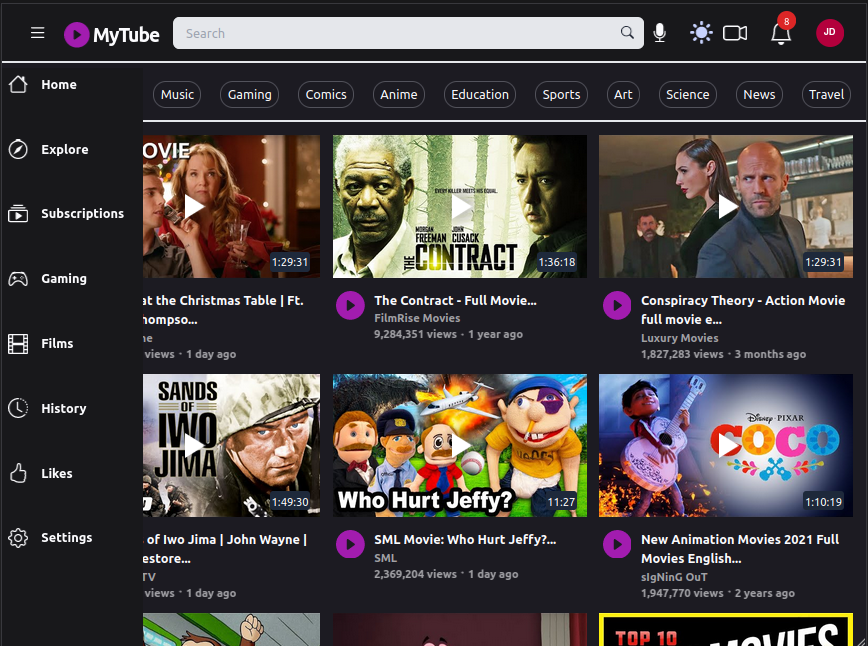 MyTube
Search
8
JD
Home
Explore
Subscriptions
Gaming
Films
History
Likes
Settings
Music
Gaming
Comics
Anime
Education
Sports
Art
Science
News
Travel
OVIE
1:29:31
at the Christmas Table | Ft.
hompso...
ne
views · 1 day ago
EVERY KILLER MEETS HIS EQUAL.
MORGAN FREEMAN
JOHN CUSACK
THE CONTRACT
1:36:18
The Contract - Full Movie...
FilmRise Movies
9,284,351 views · 1 year ago
1:29:31
Conspiracy Theory - Action Movie
full movie e...
Luxury Movies
1,827,283 views · 3 months ago
SANDS
OF
IWO
JIMA
1:49:30
of Iwo Jima | John Wayne |
estore...
TV
views · 1 day ago
Who Hurt Jeffy?
11:27
SML Movie: Who Hurt Jeffy?...
SML
2,369,204 views · 1 day ago
Disney · PIXAR
COCO
1:10:19
New Animation Movies 2021 Full
Movies English...
sIgNinG OuT
1,947,770 views · 2 years ago
TOP 10
MOVIES